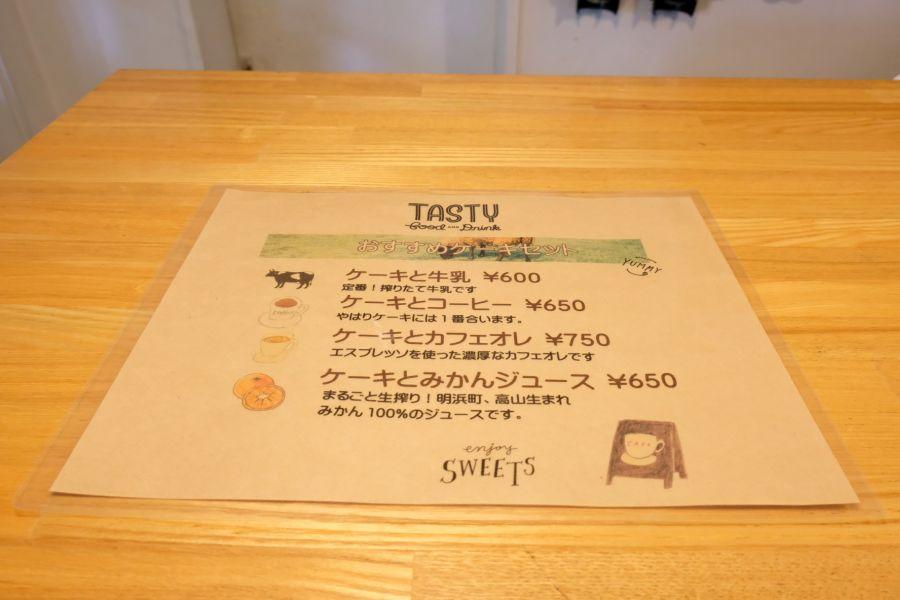 TASTY
Food AND Drink
おすすめケーキセット
YUMMY
ケーキと牛乳 ¥600
定番！搾りたて牛乳です
ケーキとコーヒー ¥650
やはりケーキには1番合います。
ケーキとカフェオレ ¥750
エスプレッソを使った濃厚なカフェオレです
ケーキとみかんジュース ¥650
まるごと生搾り！明浜町、高山生まれ
みかん100%のジュースです。
enjoy
SWEETS
CAFE